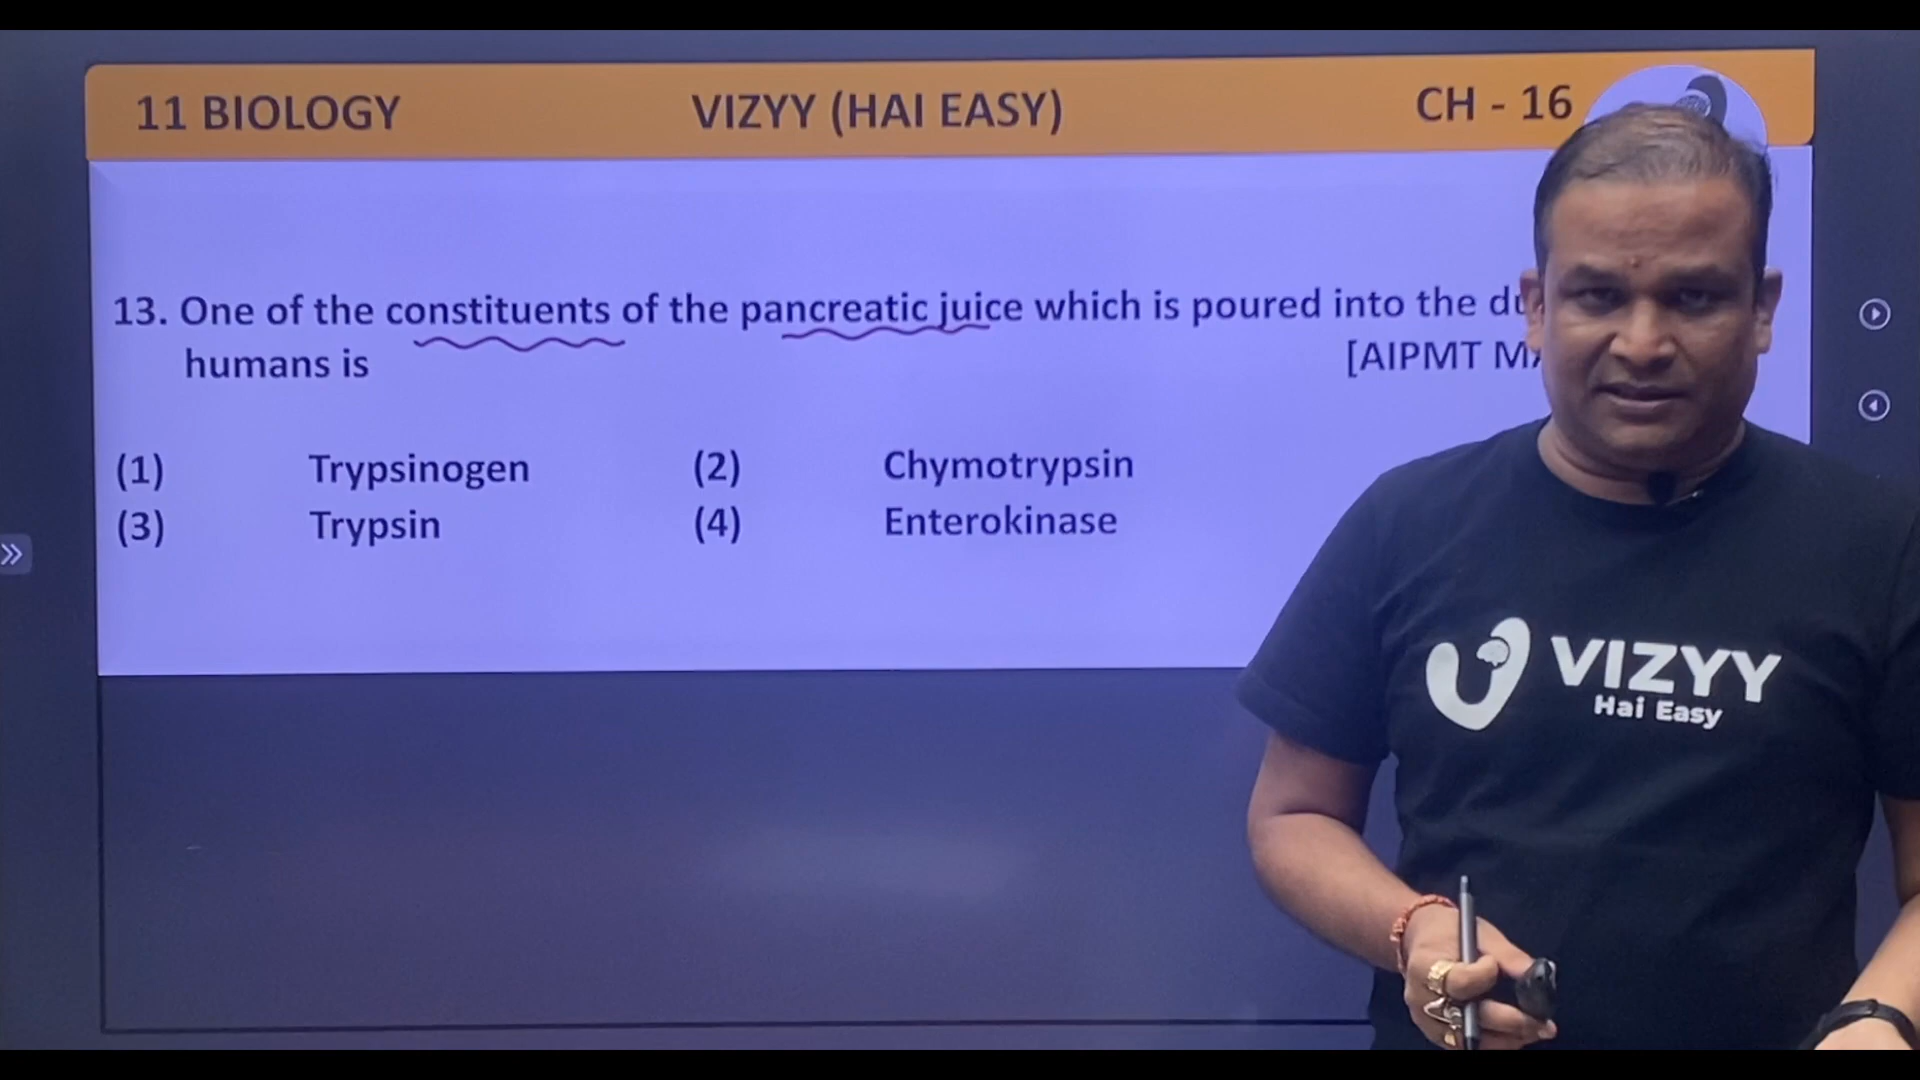 11 BIOLOGY VIZYY (HAI EASY) CH - 16
13. One of the constituents of the pancreatic juice which is poured into the
humans is [AIPMT
(1) Trypsinogen (2) Chymotrypsin
(3) Trypsin (4) Enterokinase
VIZYY
Hai Easy